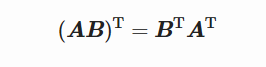 (AB)ᵀ = BᵀAᵀ